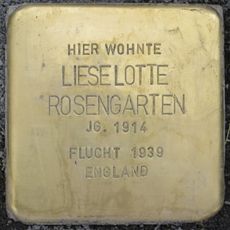 HIER WOHNTE
LIESELOTTE
ROSENGARTEN
JG. 1914
FLUCHT 1939
ENGLAND